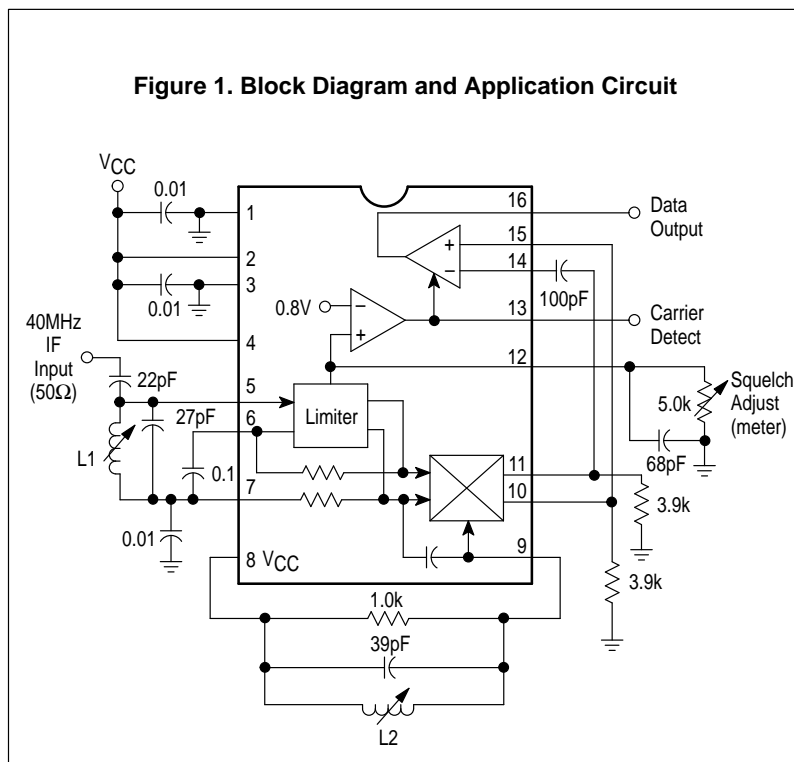 Figure 1. Block Diagram and Application Circuit
VCC
0.01
1
2
3
0.01
4
40MHz
IF
Input
(50Ω)
22pF
5
27pF
6
L1
0.1
7
0.01
8 VCC
Limiter
0.8V
–
+
+
–
16
Data
Output
15
14
100pF
13
Carrier
Detect
12
Squelch
Adjust
(meter)
5.0k
68pF
11
10
3.9k
9
3.9k
1.0k
39pF
L2